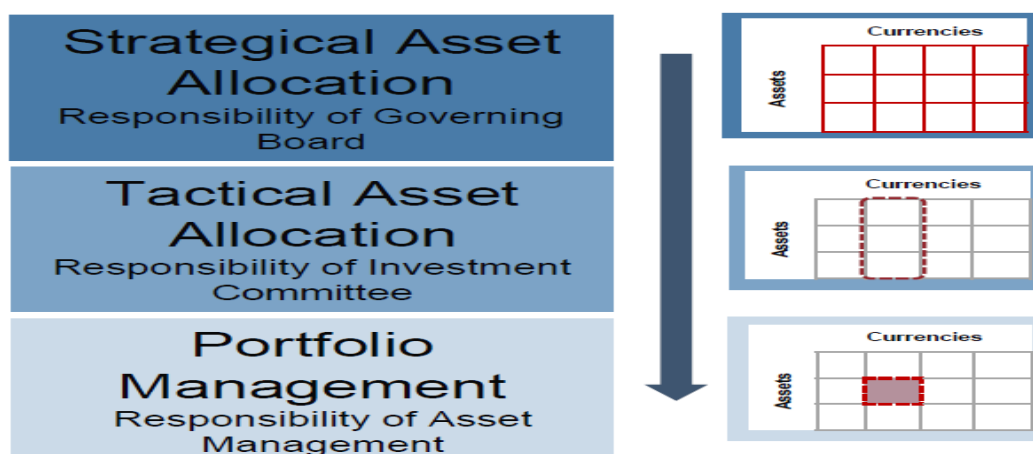 Strategical Asset
Allocation
Responsibility of Governing
Board
Currencies
Assets
Tactical Asset
Allocation
Responsibility of Investment
Committee
Currencies
Assets
Portfolio
Management
Responsibility of Asset
Management
Currencies
Assets